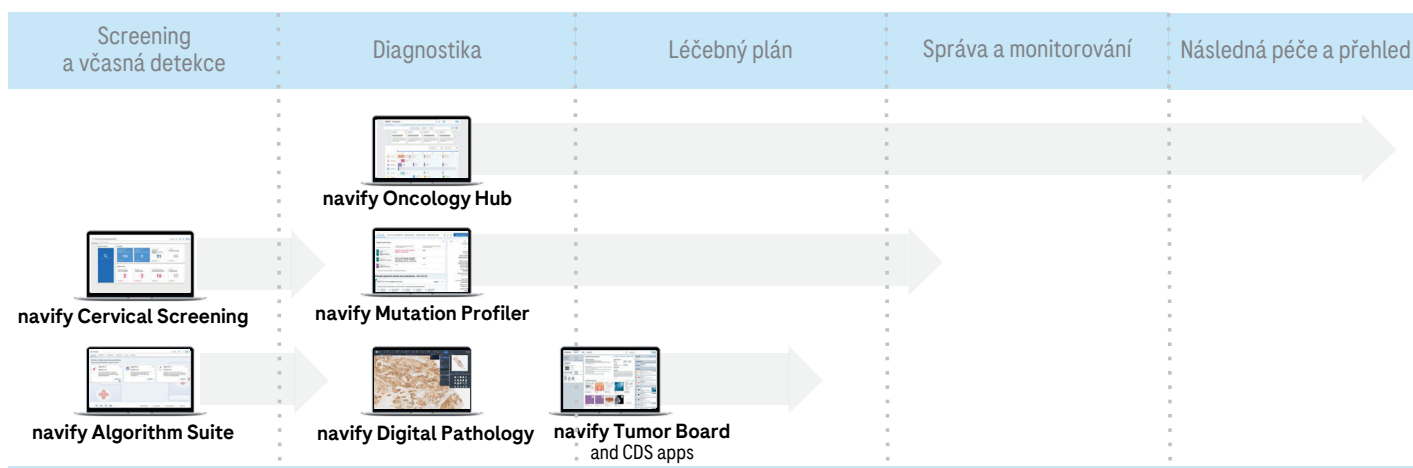 Screening
a včasná detekce
Diagnostika
Léčebný plán
Správa a monitorování
Následná péče a přehled
navify Oncology Hub
navify Cervical Screening
navify Mutation Profiler
navify Algorithm Suite
navify Digital Pathology
navify Tumor Board
and CDS apps